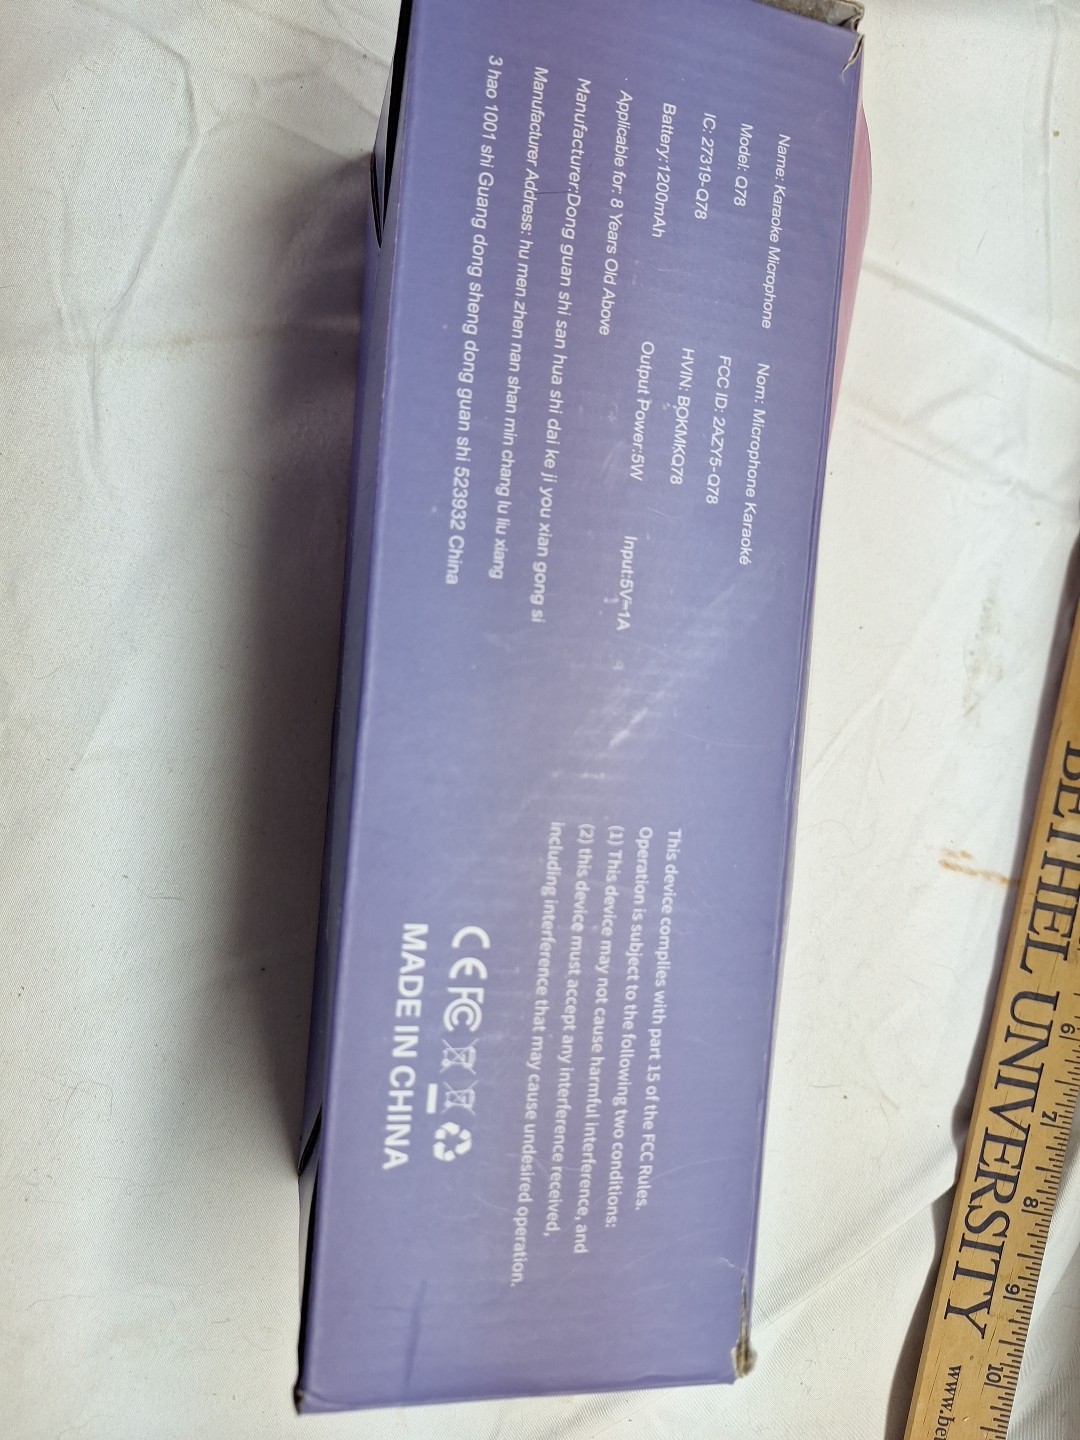 Name: Karaoke Microphone Nom: Microphone Karaoké
Model: Q78 FCC ID: 2AZY5-Q78
IC: 27319-Q78 HVIN: BQKMKQ78
Battery:1200mAh Output Power:5W Input:5V=1A
Applicable for: 8 Years Old Above
Manufacturer:Dong guan shi san hua shi dai ke ji you xian gong si
Manufacturer Address: hu men zhen nan shan min chang lu liu xiang
3 hao 1001 shi Guang dong sheng dong guan shi 523932 China
This device complies with part 15 of the FCC Rules.
Operation is subject to the following two conditions:
(1) This device may not cause harmful interference, and
(2) this device must accept any interference received,
including interference that may cause undesired operation.
CE FC
MADE IN CHINA
BETHEL UNIVERSITY
6 7 8 9 10